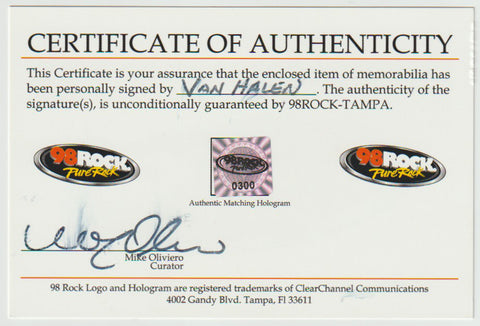 CERTIFICATE OF AUTHENTICITY
This Certificate is your assurance that the enclosed item of memorabilia has
been personally signed by VAN HALEN. The authenticity of the
signature(s), is unconditionally guaranteed by 98ROCK-TAMPA.
98ROCK
Pure Rock
98ROCK
0300
98ROCK
Pure Rock
Authentic Matching Hologram
Mike Oliviero
Curator
98 Rock Logo and Hologram are registered trademarks of ClearChannel Communications
4002 Gandy Blvd. Tampa, Fl 33611